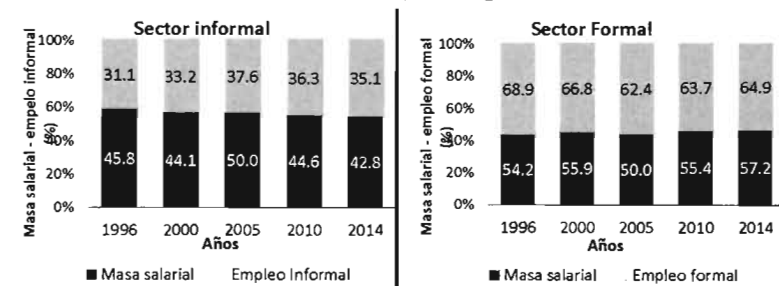 Sector informal
Masa salarial - empelo informal
(%)
100%
80%
60%
40%
20%
0%
31.1 33.2 37.6 36.3 35.1
45.8 44.1 50.0 44.6 42.8
1996 2000 2005 2010 2014
Años
Masa salarial Empleo Informal
Sector Formal
Masa salarial - empleo formal
(%)
100%
80%
60%
40%
20%
0%
68.9 66.8 62.4 63.7 64.9
54.2 55.9 50.0 55.4 57.2
1996 2000 2005 2010 2014
Años
Masa salarial Empleo formal